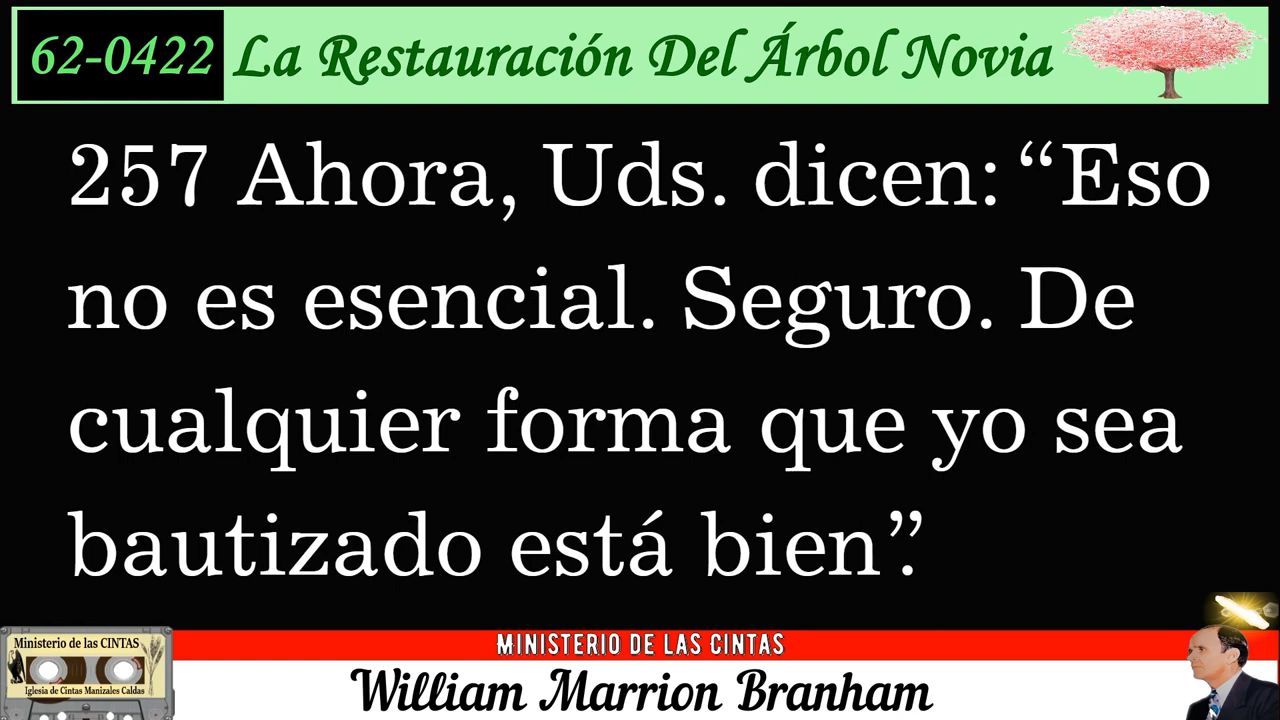 62-0422 La Restauración Del Árbol Novia
257 Ahora, Uds. dicen: “Eso
no es esencial. Seguro. De
cualquier forma que yo sea
bautizado está bien”.
Ministerio de las CINTAS
Iglesia de Cintas Manizales Caldas
MINISTERIO DE LAS CINTAS
William Marrion Branham